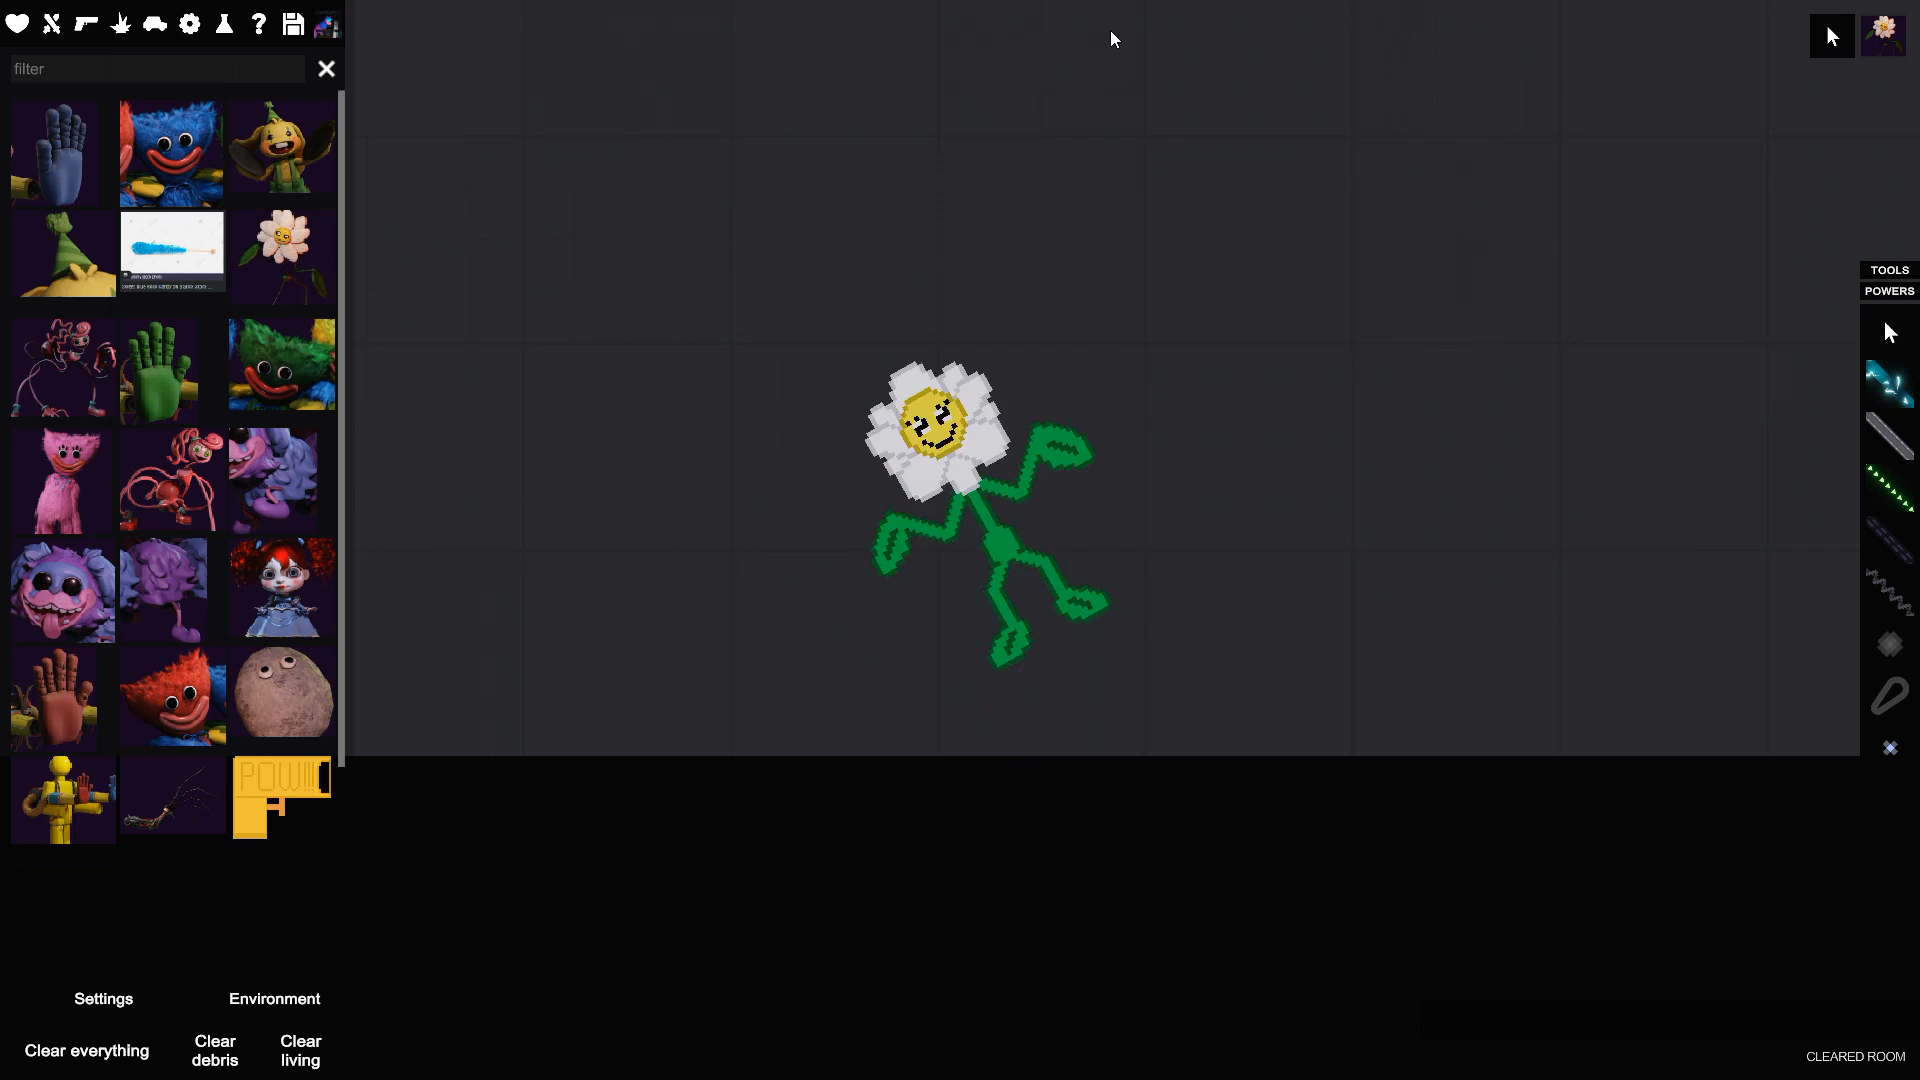 filter
TOOLS
POWERS
POW!!!
Settings
Environment
Clear everything
Clear
debris
Clear
living
CLEARED ROOM